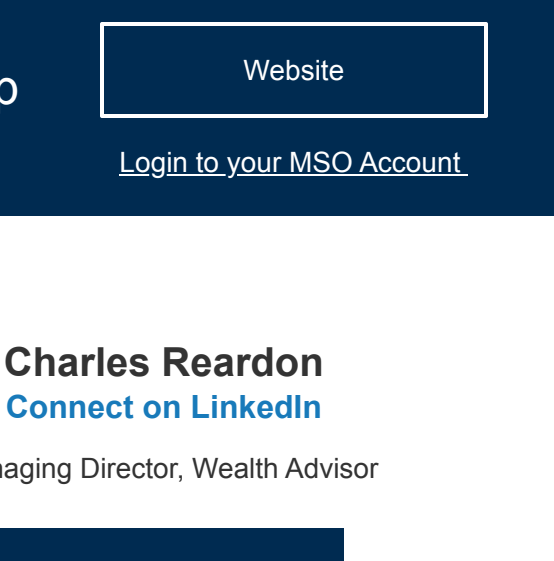 Website
Login to your MSO Account
Charles Reardon
Connect on LinkedIn
Director, Wealth Advisor